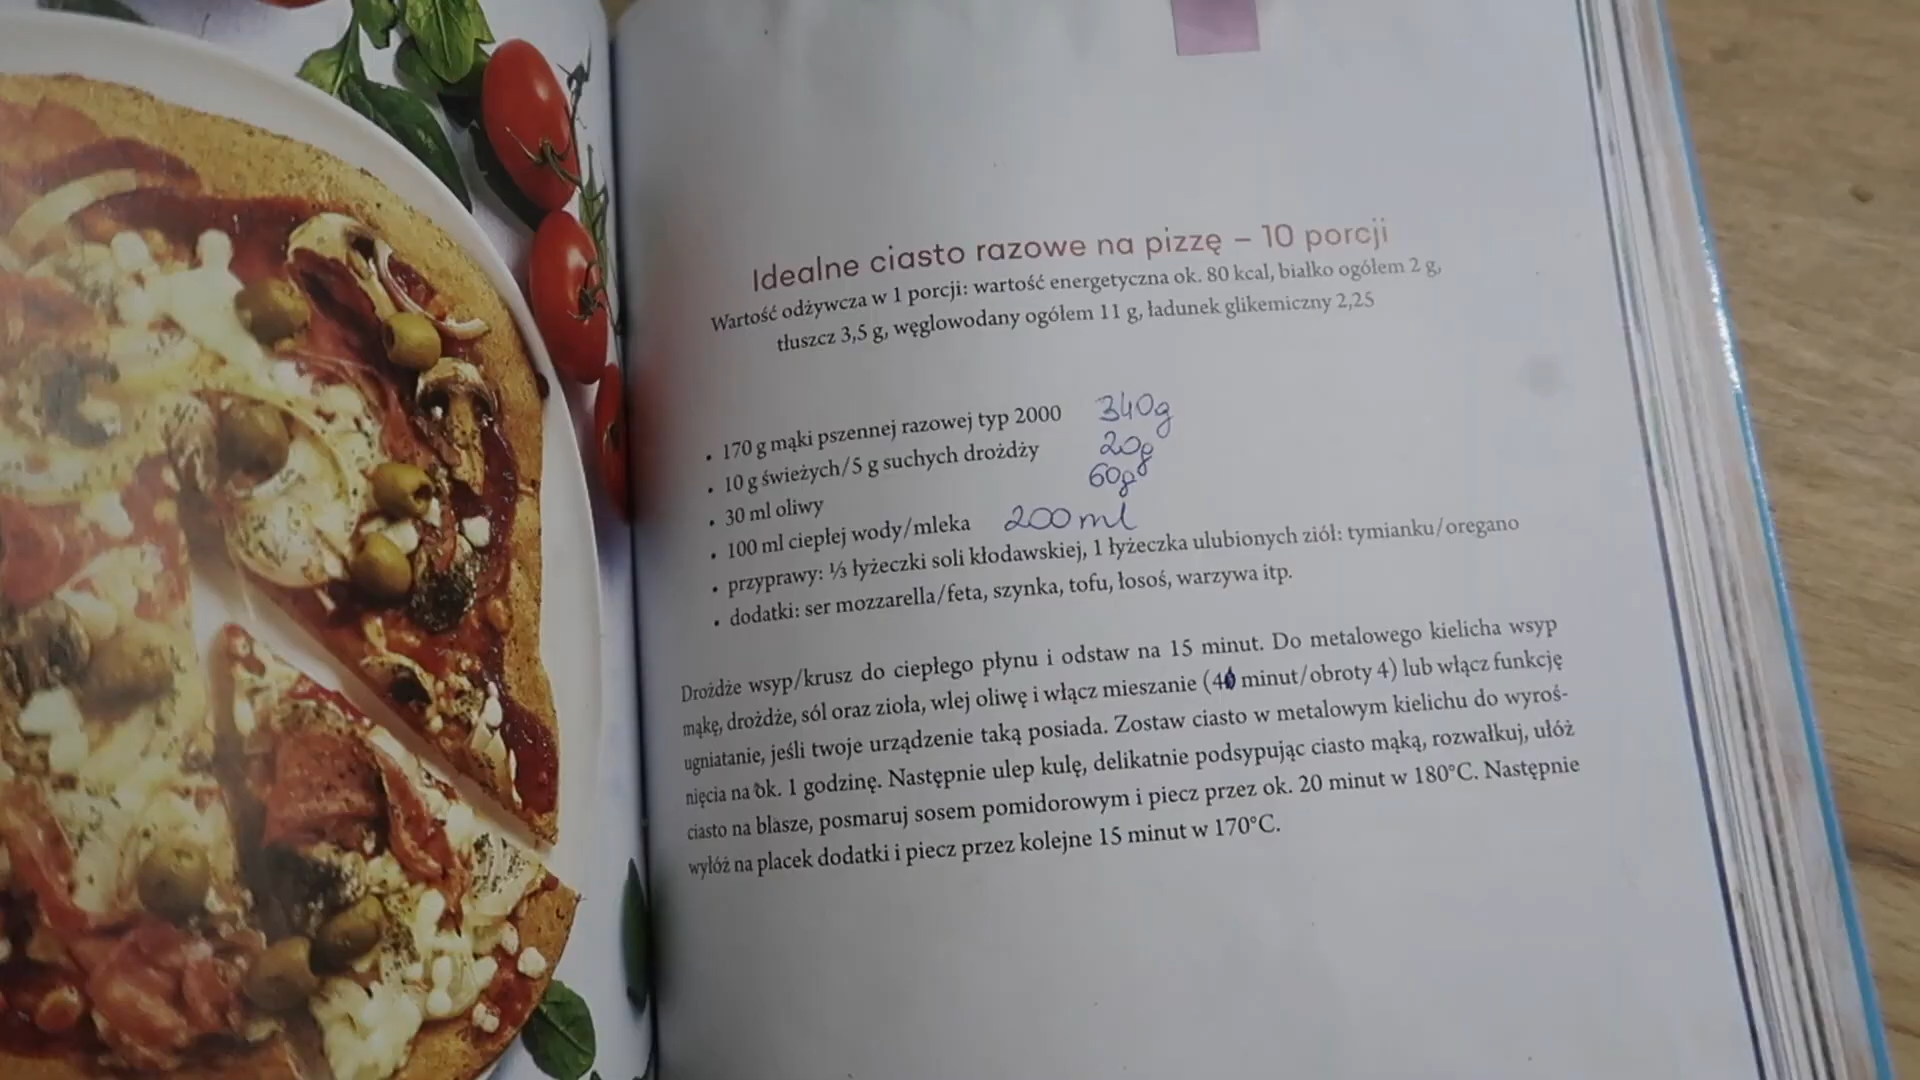 Idealne ciasto razowe na pizzę – 10 porcji
Wartość odżywcza w 1 porcji: wartość energetyczna ok. 80 kcal, białko ogółem 2 g,
tłuszcz 3,5 g, węglowodany ogółem 11 g, ładunek glikemiczny 2,25
• 170 g mąki pszennej razowej typ 2000 340g
• 10 g świeżych/5 g suchych drożdży 20g
• 30 ml oliwy 60g
• 100 ml ciepłej wody/mleka 200ml
• przyprawy: ⅓ łyżeczki soli kłodawskiej, 1 łyżeczka ulubionych ziół: tymianku/oregano
• dodatki: ser mozzarella/feta, szynka, tofu, łosoś, warzywa itp.
Drożdże wsyp/krusz do ciepłego płynu i odstaw na 15 minut. Do metalowego kielicha wsyp
mąkę, drożdże, sól oraz zioła, wlej oliwę i włącz mieszanie (4 minut/obroty 4) lub włącz funkcję
ugniatanie, jeśli twoje urządzenie taką posiada. Zostaw ciasto w metalowym kielichu do wyroś-
nięcia na ok. 1 godzinę. Następnie ulep kulę, delikatnie podsypując ciasto mąką, rozwałkuj, ułóż
ciasto na blasze, posmaruj sosem pomidorowym i piecz przez ok. 20 minut w 180°C. Następnie
wyłóż na placek dodatki i piecz przez kolejne 15 minut w 170°C.